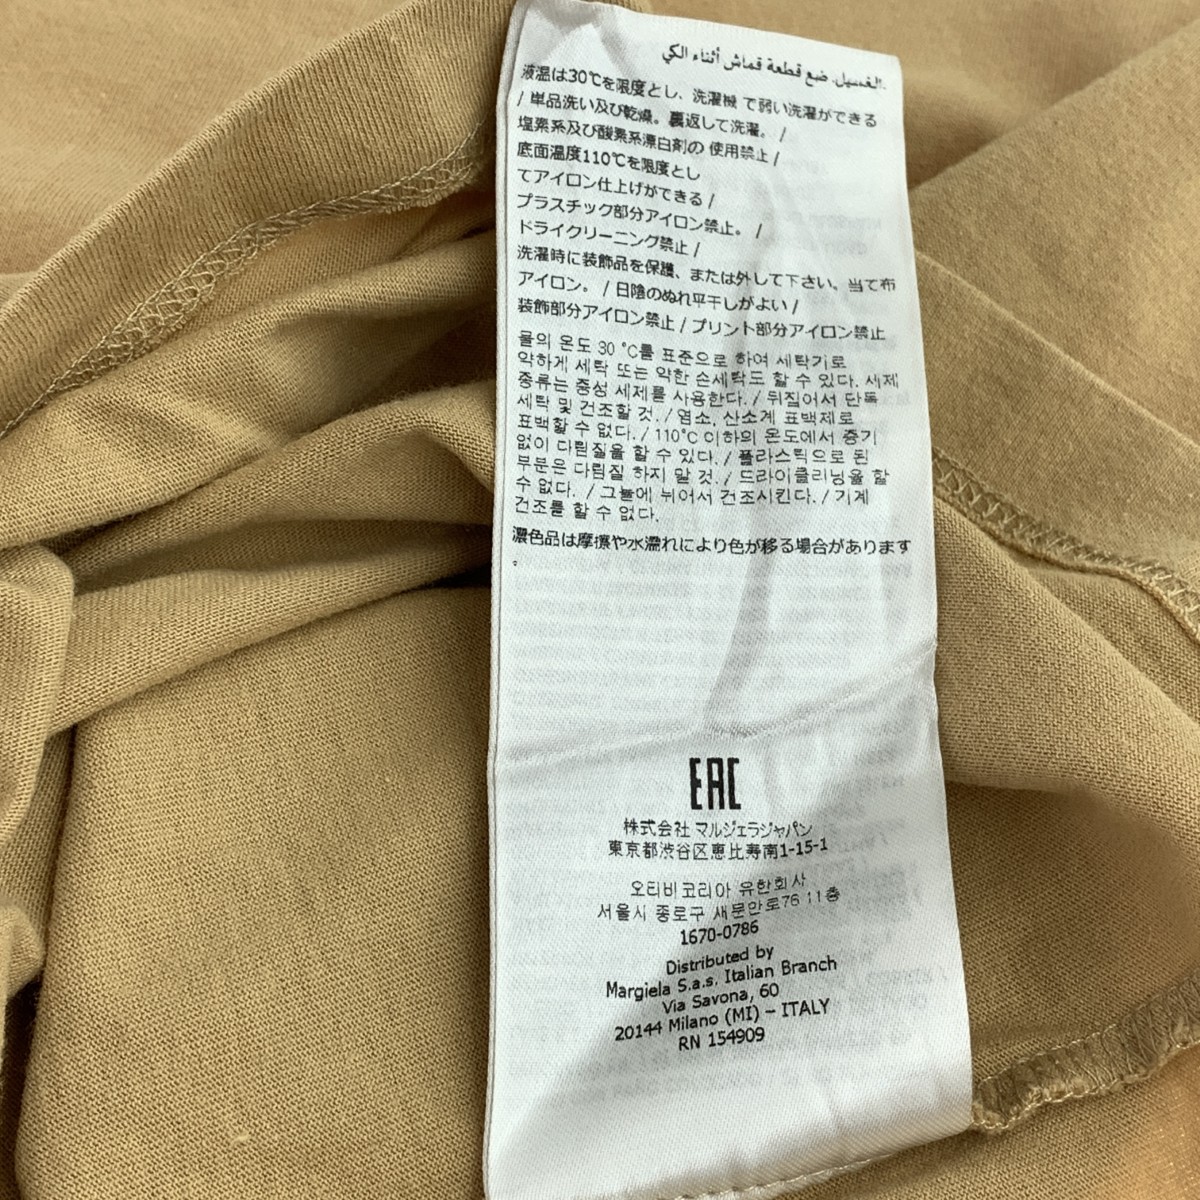 الغسيل. ضع قطعة قماش أثناء الكي.
液温は30℃を限度とし、洗濯機 で弱い洗濯ができる
/ 単品洗い及び乾燥。裏返して洗濯。 /
塩素系及び酸素系漂白剤の 使用禁止 /
底面温度110℃を限度とし
てアイロン仕上げができる /
プラスチック部分アイロン禁止。 /
ドライクリーニング禁止 /
洗濯時に装飾品を保護、または外して下さい。当て布
アイロン。 / 日陰のぬれ平干しがよい /
装飾部分アイロン禁止 / プリント部分アイロン禁止
물의 온도 30 ℃를 표준으로 하여 세탁기로
약하게 세탁 또는 약한 손세탁도 할 수 있다. 세제
종류는 중성 세제를 사용한다. / 뒤집어서 단독
세탁 및 건조할 것. / 염소, 산소계 표백제로
표백할 수 없다. / 110℃ 이하의 온도에서 증기
없이 다림질을 할 수 있다. / 플라스틱으로 된
부분은 다림질 하지 말 것. / 드라이클리닝을 할
수 없다. / 그늘에 뉘어서 건조시킨다. / 기계
건조를 할 수 없다.
濃色品は摩擦や水濡れにより色が移る場合があります
。
EAC
株式会社 マルジェラジャパン
東京都渋谷区恵比寿南1-15-1
오티비코리아 유한회사
서울시 종로구 새문안로76 11층
1670-0786
Distributed by
Margiela S.a.s. Italian Branch
Via Savona, 60
20144 Milano (MI) – ITALY
RN 154909